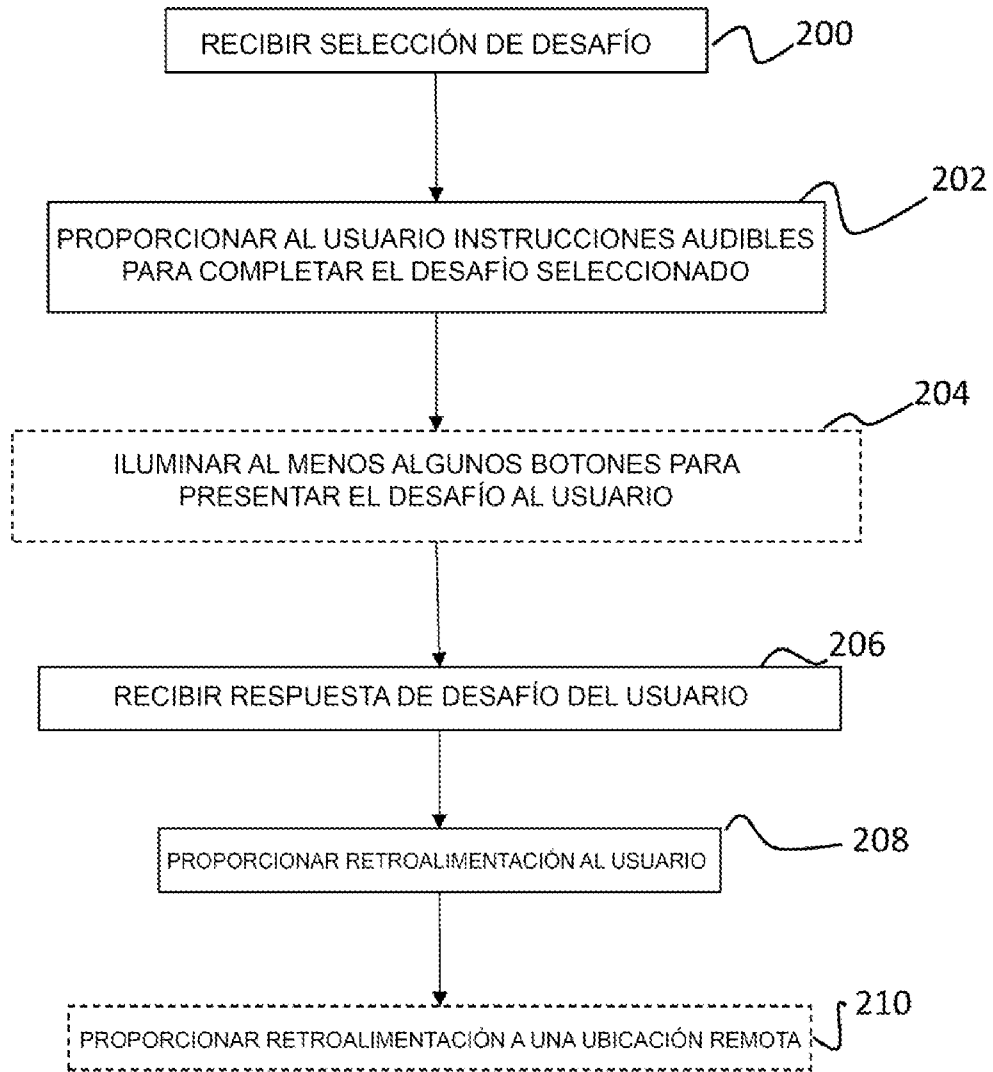 RECIBIR SELECCIÓN DE DESAFÍO
200
202
PROPORCIONAR AL USUARIO INSTRUCCIONES AUDIBLES
PARA COMPLETAR EL DESAFÍO SELECCIONADO
204
ILUMINAR AL MENOS ALGUNOS BOTONES PARA
PRESENTAR EL DESAFÍO AL USUARIO
206
RECIBIR RESPUESTA DE DESAFÍO DEL USUARIO
208
PROPORCIONAR RETROALIMENTACIÓN AL USUARIO
210
PROPORCIONAR RETROALIMENTACIÓN A UNA UBICACIÓN REMOTA